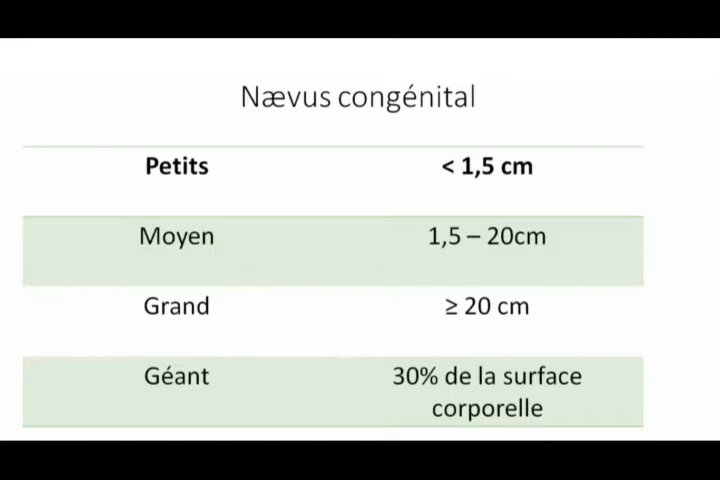 Nævus congénital
Petits < 1,5 cm
Moyen 1,5 – 20cm
Grand ≥ 20 cm
Géant 30% de la surface
corporelle